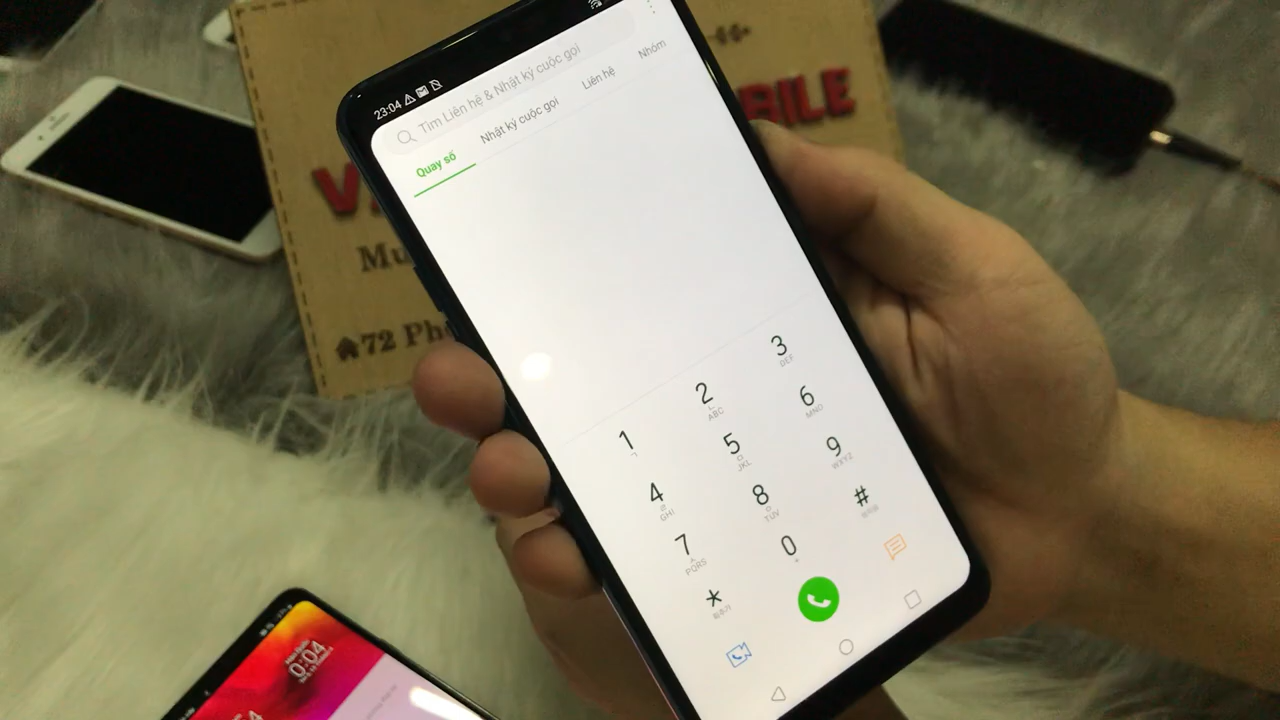 23:04
Tìm Liên hệ & Nhật ký cuộc gọi
Quay số
Nhật ký cuộc gọi
Liên hệ
Nhóm
BILE
72 Ph
1
2
ABC
3
DEF
4
GHI
5
JKL
6
MNO
7
PQRS
8
TUV
9
WXYZ
*
0
#
0:04